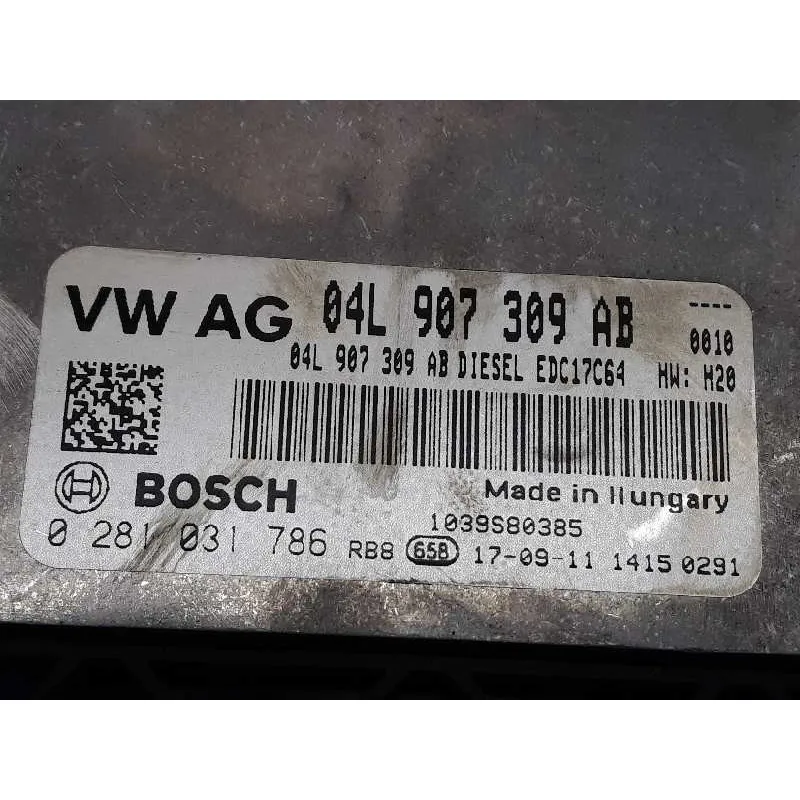 VW AG 04L 907 309 AB ----
0010
04L 907 309 AB DIESEL EDC17C64 HW: H20
BOSCH Made in Hungary
1039S80385
0 281 031 786 RB8 658 17-09-11 1415 0291